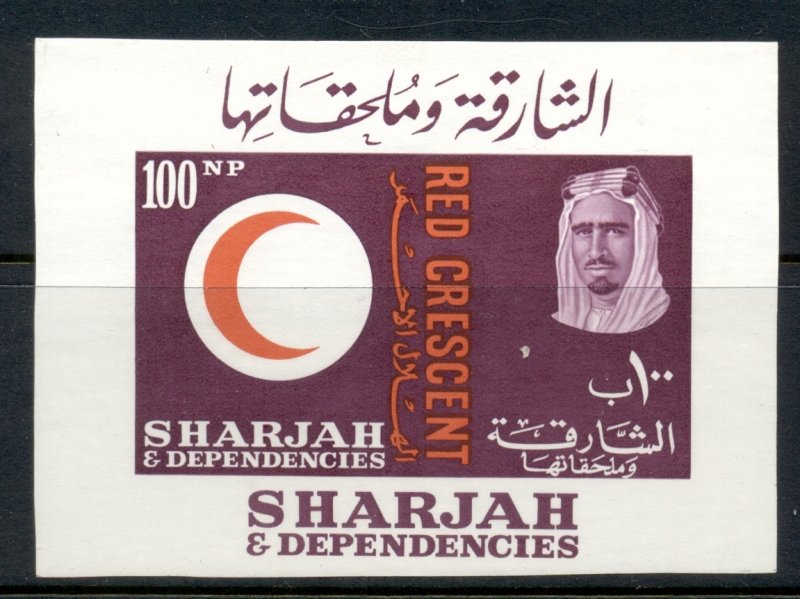 الشارقة وملحقاتها
100 NP
RED CRESCENT
الهلال الاحمر
١٠٠ ب
SHARJAH
& DEPENDENCIES
الشارقة
وملحقاتها
SHARJAH
& DEPENDENCIES